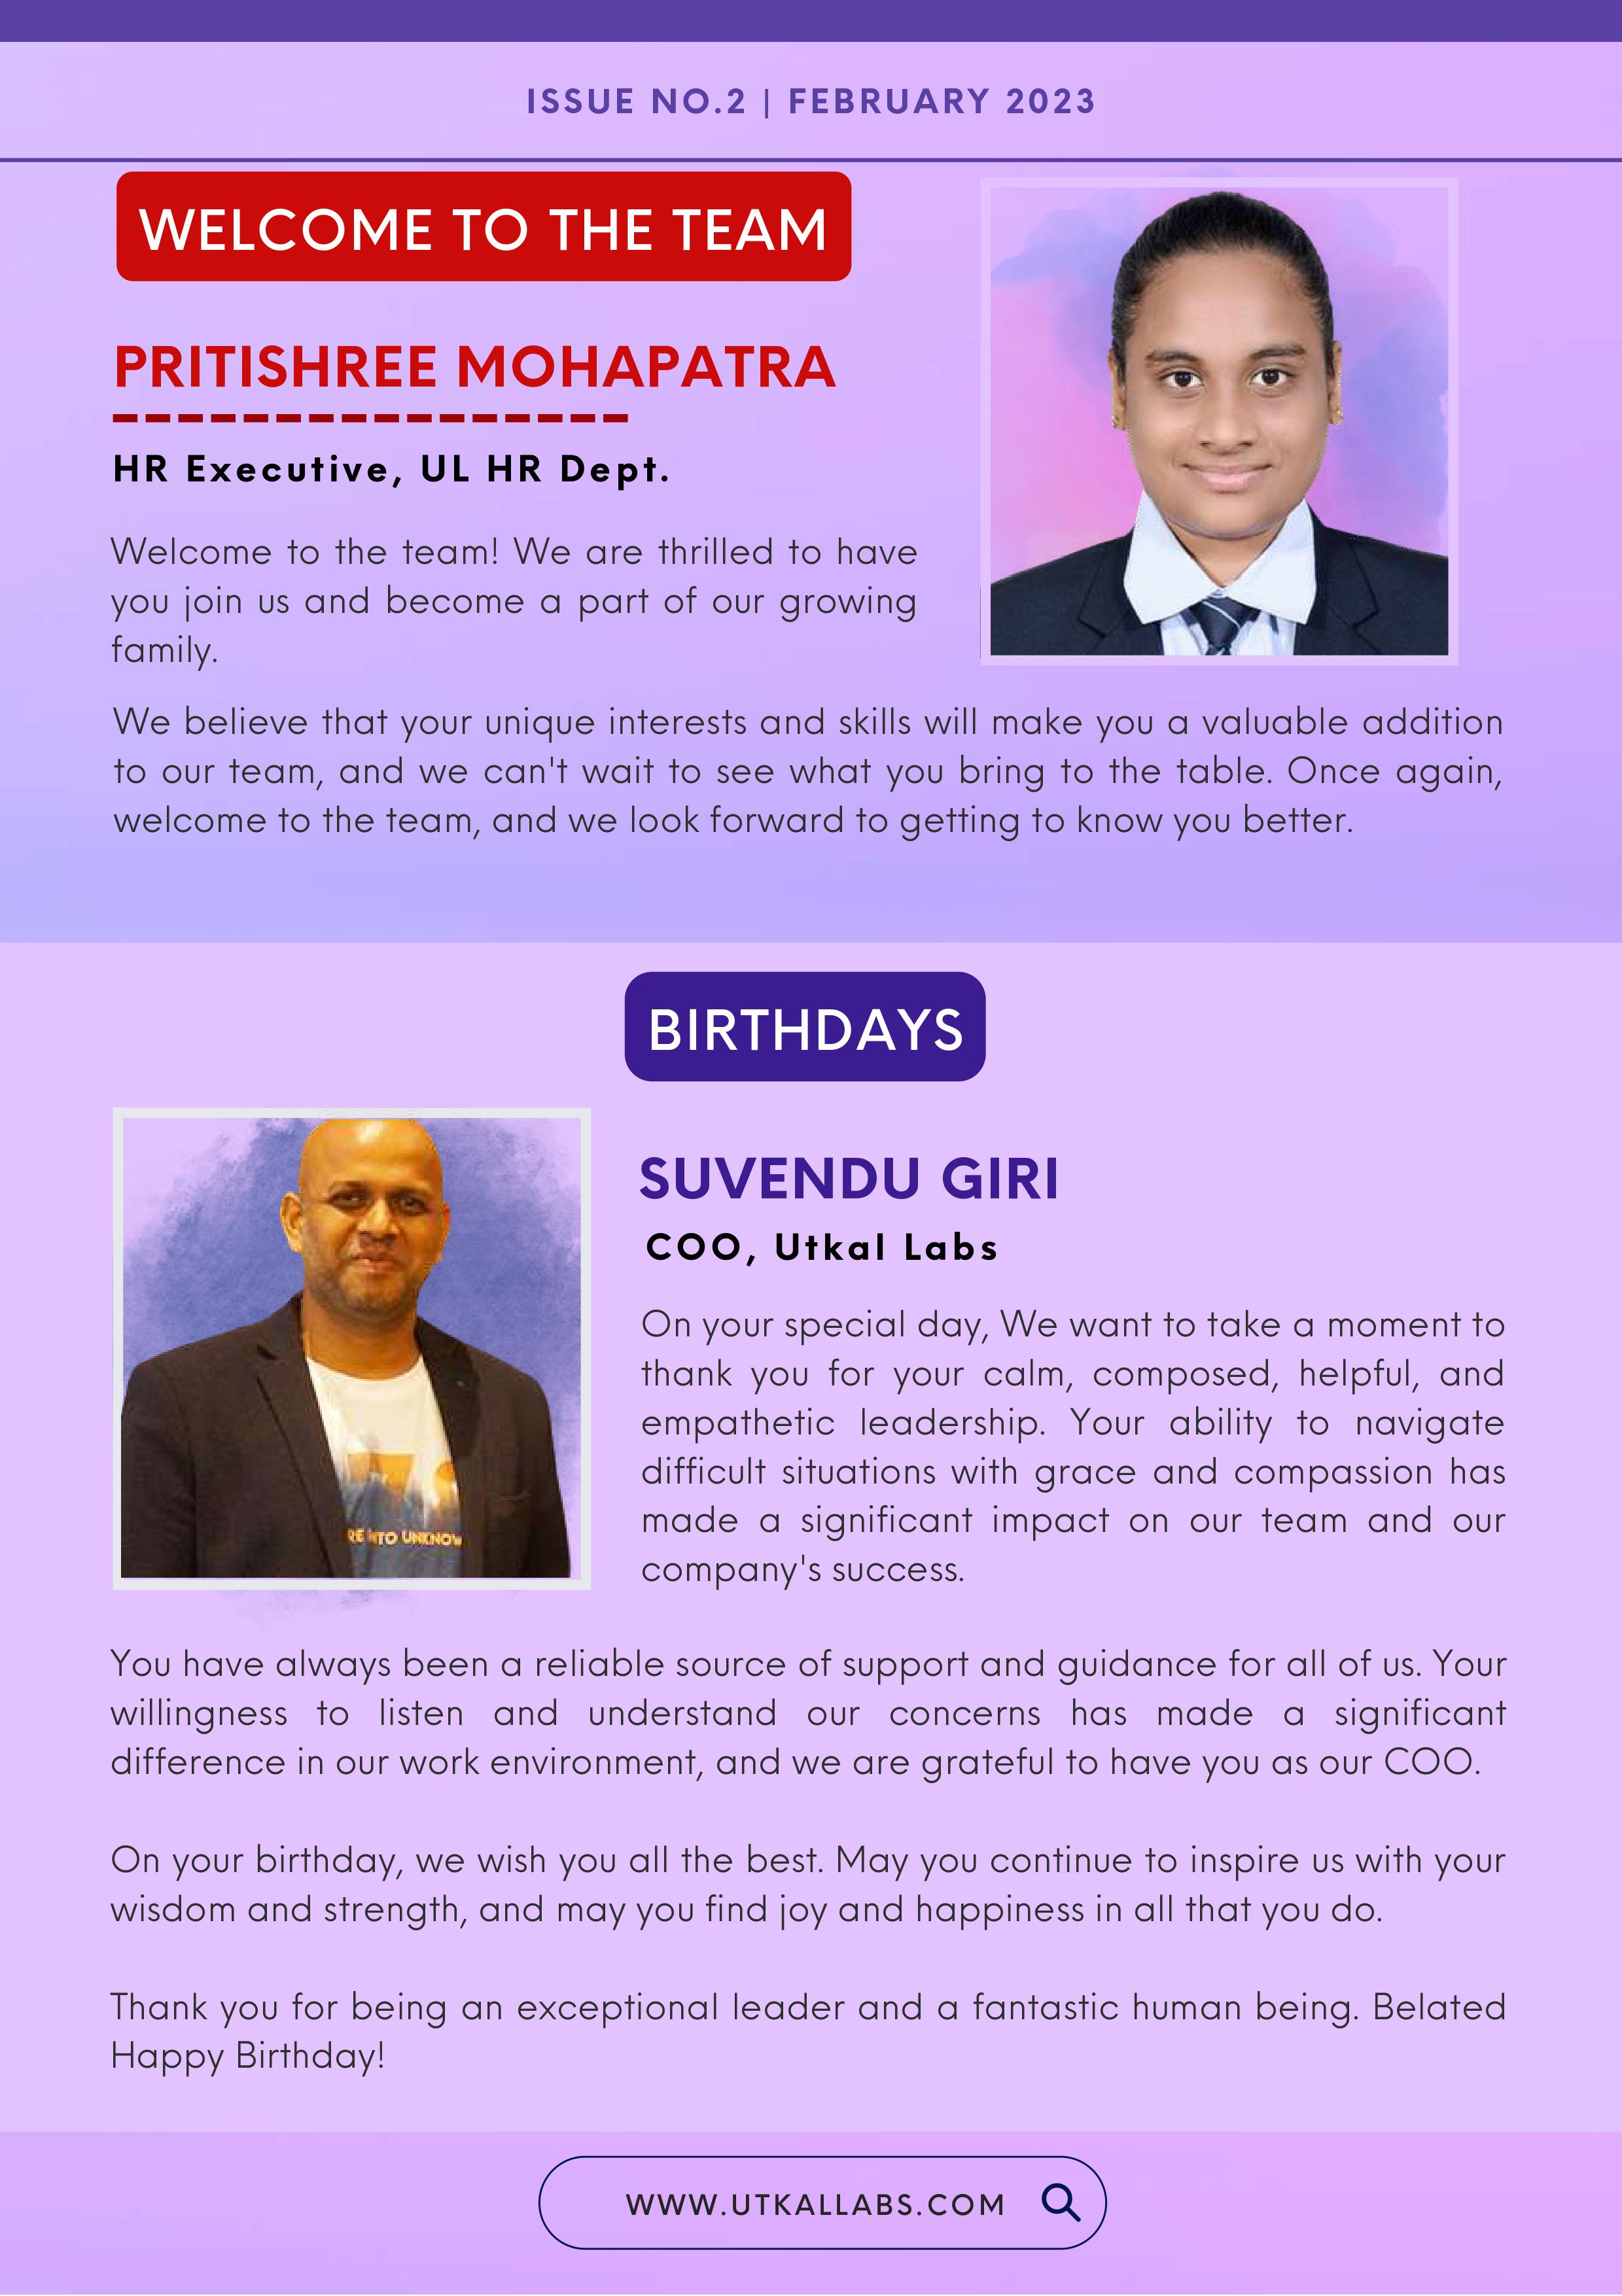 ISSUE NO.2 | FEBRUARY 2023
WELCOME TO THE TEAM
PRITISHREE MOHAPATRA
HR Executive, UL HR Dept.
Welcome to the team! We are thrilled to have
you join us and become a part of our growing
family.
We believe that your unique interests and skills will make you a valuable addition
to our team, and we can't wait to see what you bring to the table. Once again,
welcome to the team, and we look forward to getting to know you better.
BIRTHDAYS
SUVENDU GIRI
COO, Utkal Labs
On your special day, We want to take a moment to
thank you for your calm, composed, helpful, and
empathetic leadership. Your ability to navigate
difficult situations with grace and compassion has
made a significant impact on our team and our
company's success.
RE INTO UNKNOW
You have always been a reliable source of support and guidance for all of us. Your
willingness to listen and understand our concerns has made a significant
difference in our work environment, and we are grateful to have you as our COO.
On your birthday, we wish you all the best. May you continue to inspire us with your
wisdom and strength, and may you find joy and happiness in all that you do.
Thank you for being an exceptional leader and a fantastic human being. Belated
Happy Birthday!
WWW.UTKALLABS.COM